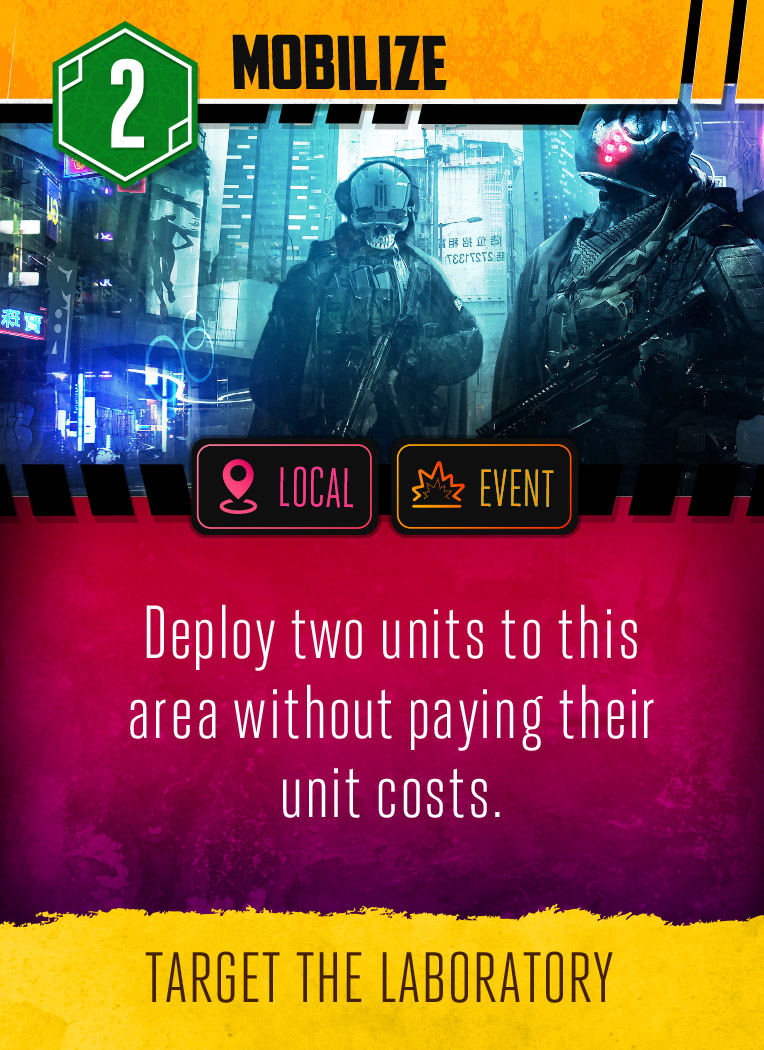 2
MOBILIZE
LOCAL
EVENT
Deploy two units to this
area without paying their
unit costs.
TARGET THE LABORATORY